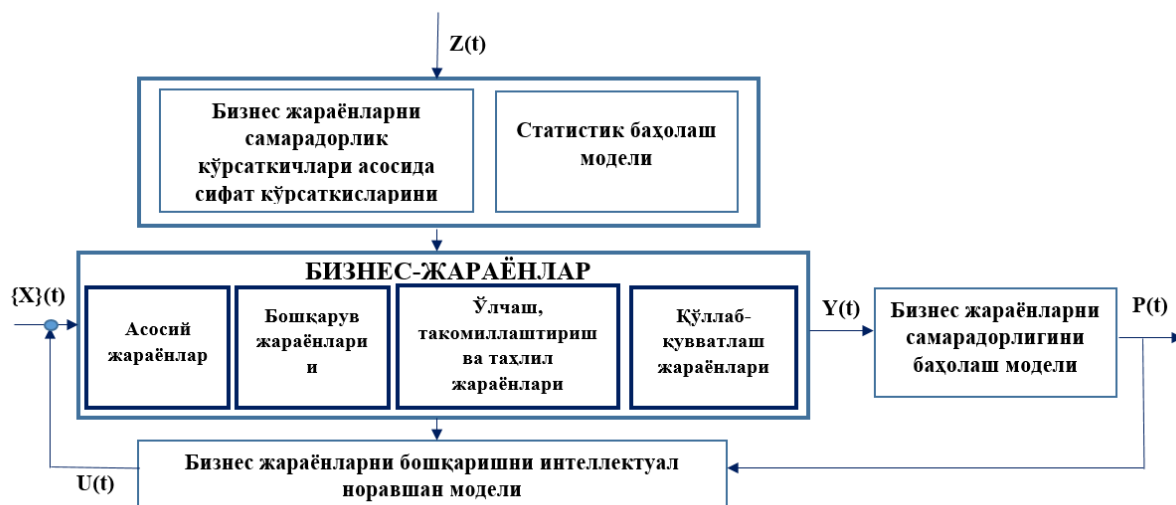 Z(t)
Бизнес жараёнларни
самарадорлик
кўрсаткичлари асосида
сифат кўрсаткисларини
Статистик баҳолаш
модели
БИЗНЕС-ЖАРАЁНЛАР
{X}(t)
Асосий
жараёнлар
Бошқарув
жараёнлари
и
Ўлчаш,
такомиллаштириш
ва таҳлил
жараёнлари
Қўллаб-
қувватлаш
жараёнлари
Y(t)
Бизнес жараёнларни
самарадорлигини
баҳолаш модели
P(t)
U(t)
Бизнес жараёнларни бошқаришни интеллектуал
норавшан модели